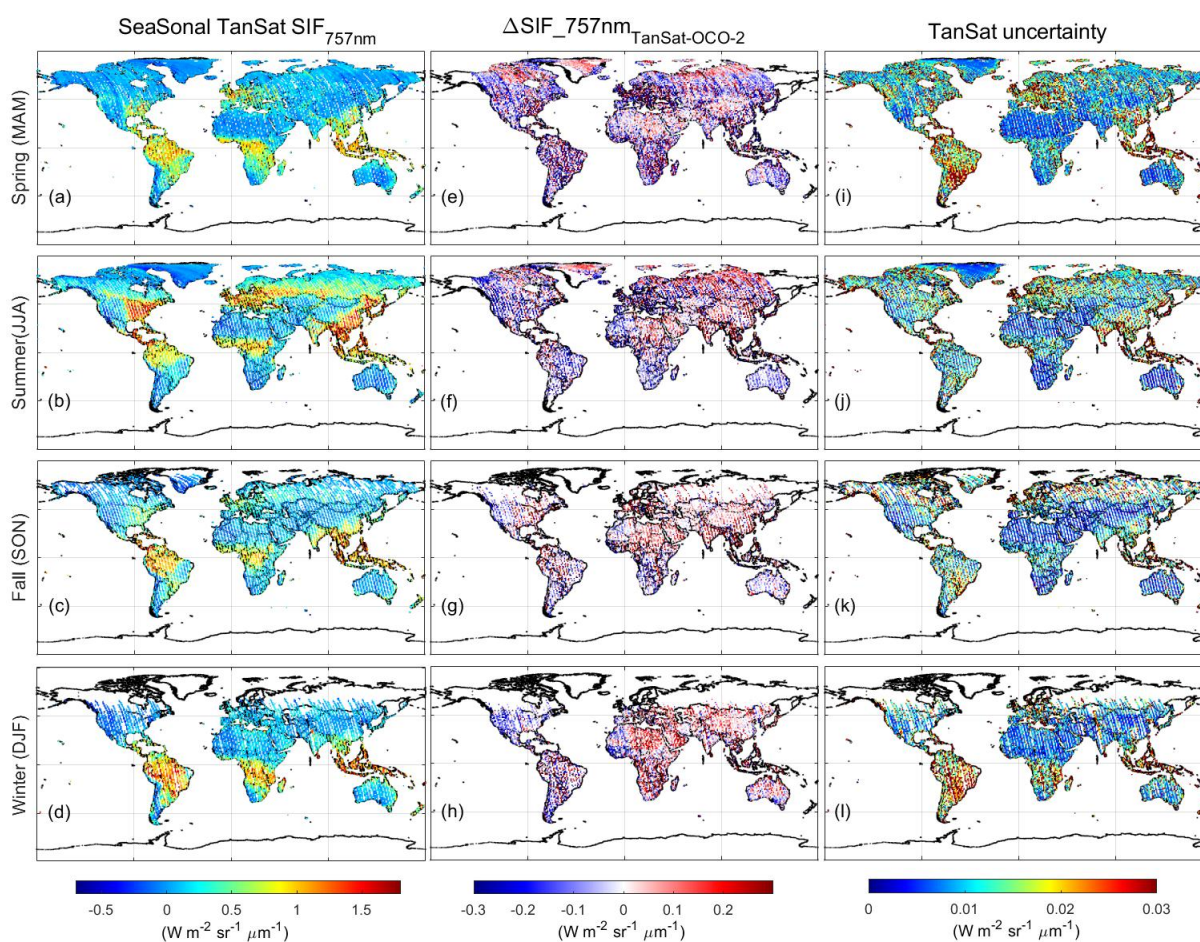 SeaSonal TanSat SIF757nm
ΔSIF_757nmTanSat-OCO-2
TanSat uncertainty
Spring (MAM)
(a)
(e)
(i)
Summer(JJA)
(b)
(f)
(j)
Fall (SON)
(c)
(g)
(k)
Winter (DJF)
(d)
(h)
(l)
-0.5 0 0.5 1 1.5
(W m-2 sr-1 μm-1)
-0.3 -0.2 -0.1 0 0.1 0.2
(W m-2 sr-1 μm-1)
0 0.01 0.02 0.03
(W m-2 sr-1 μm-1)